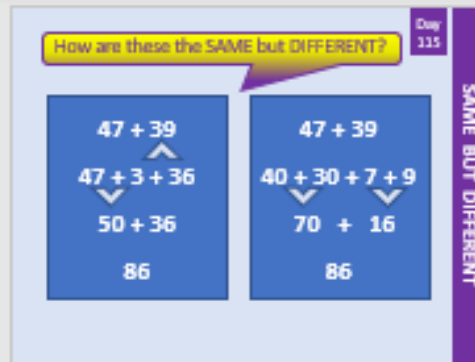 Day
115
How are these the SAME but DIFFERENT?
47 + 39
47 + 3 + 36
50 + 36
86
47 + 39
40 + 30 + 7 + 9
70 + 16
86
SAME BUT DIFFERENT